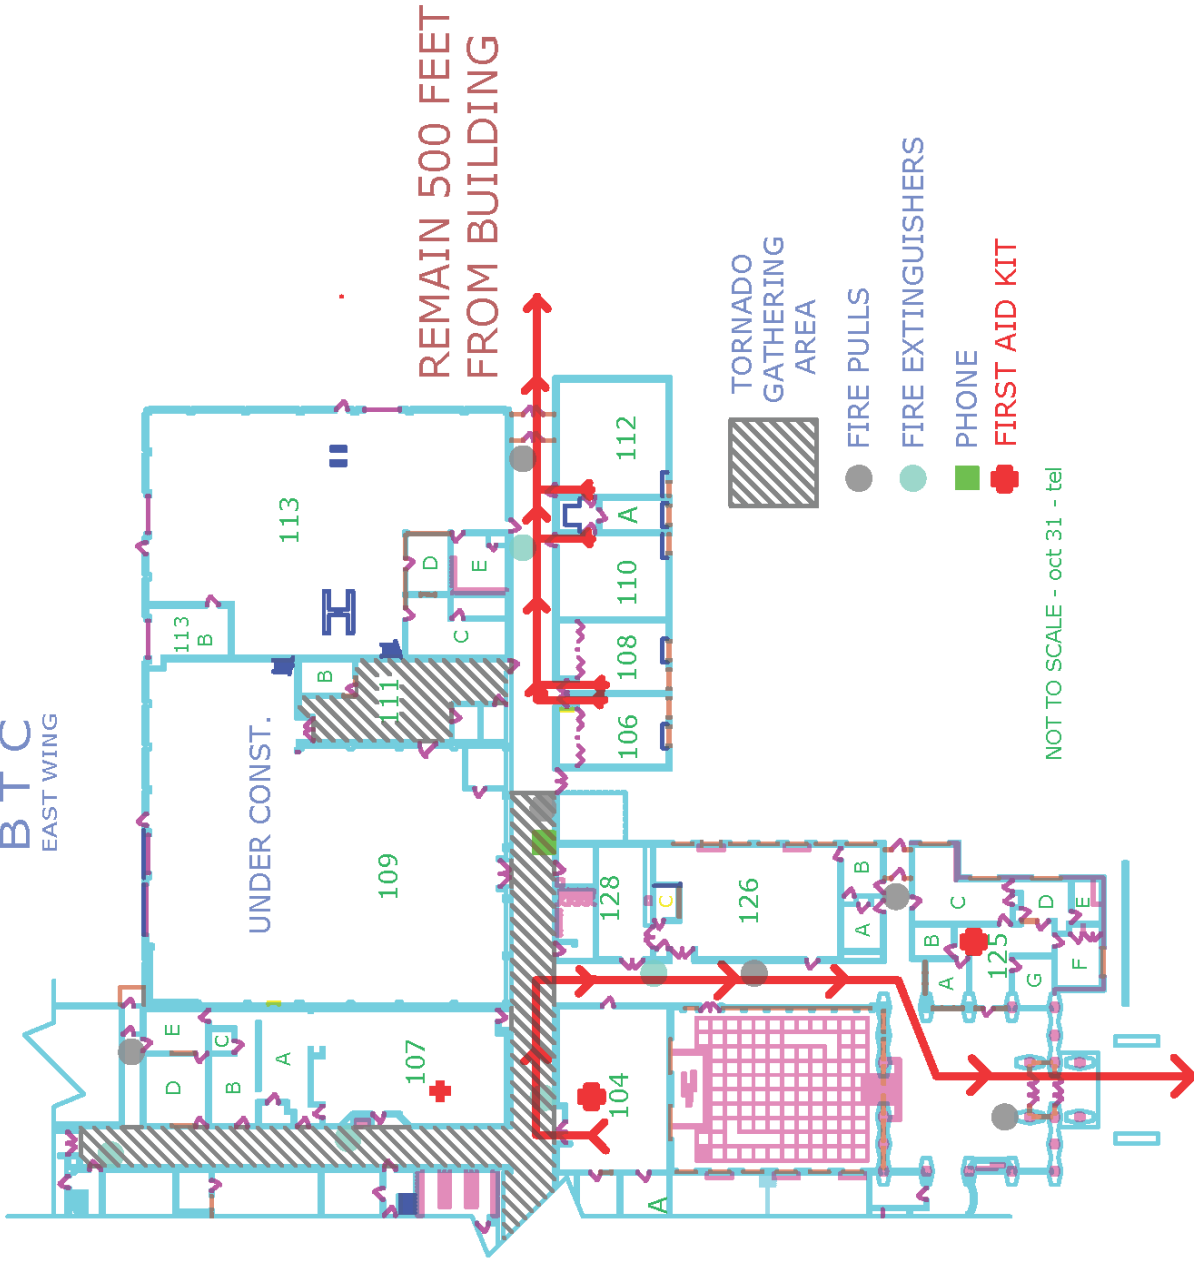 B T C
EAST WING
REMAIN 500 FEET
FROM BUILDING
UNDER CONST.
113
113
B
B
111
D
E
C
109
112
A
110
108
106
TORNADO
GATHERING
AREA
FIRE PULLS
FIRE EXTINGUISHERS
PHONE
FIRST AID KIT
NOT TO SCALE - oct 31 - tel
E
D
C
B
A
107
104
A
128
C
126
B
A
C
B
A
125
D
E
F
G